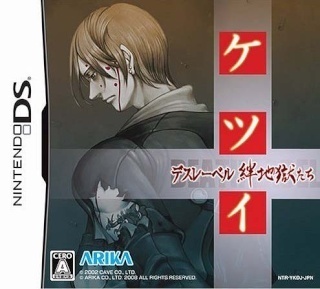 NINTENDO DS
ケツイ
デスレーベル 絆地獄たち
CERO
A
ARIKA
© 2002 CAVE CO., LTD.
© ARIKA CO., LTD. 2008 ALL RIGHTS RESERVED.
NTR-YKDJ-JPN